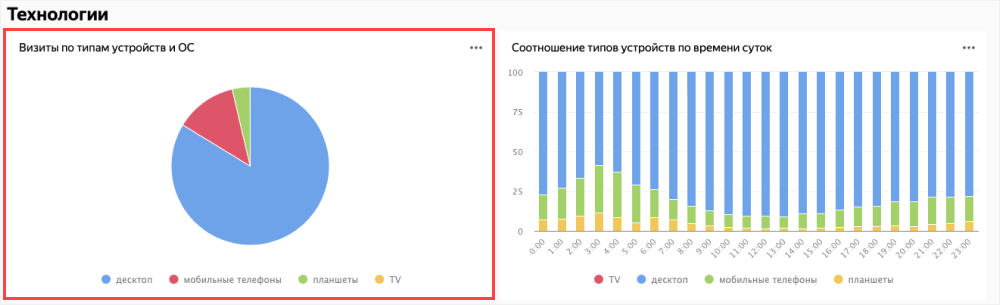 Технологии
Визиты по типам устройств и ОС
десктоп мобильные телефоны планшеты TV
Соотношение типов устройств по времени суток
100
75
50
25
0
0:00 1:00 2:00 3:00 4:00 5:00 6:00 7:00 8:00 9:00 10:00 11:00 12:00 13:00 14:00 15:00 16:00 17:00 18:00 19:00 20:00 21:00 22:00 23:00
TV десктоп мобильные телефоны планшеты